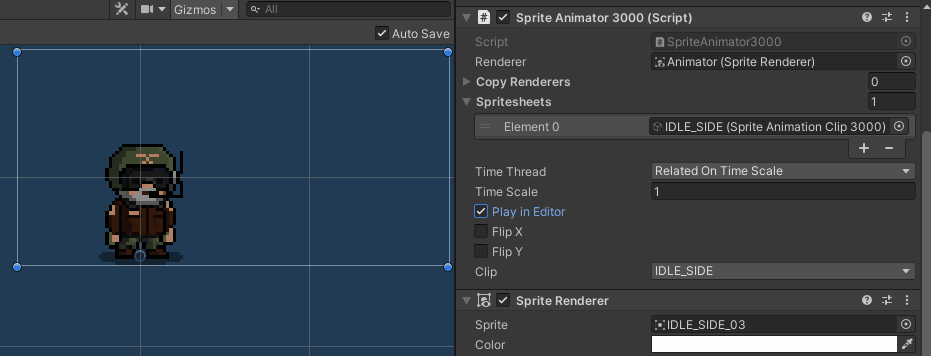 Gizmos
All
Auto Save
Sprite Animator 3000 (Script)
Script
SpriteAnimator3000
Renderer
Animator (Sprite Renderer)
Copy Renderers
0
Spritesheets
1
Element 0
IDLE_SIDE (Sprite Animation Clip 3000)
Time Thread
Related On Time Scale
Time Scale
1
Play in Editor
Flip X
Flip Y
Clip
IDLE_SIDE
Sprite Renderer
Sprite
IDLE_SIDE_03
Color